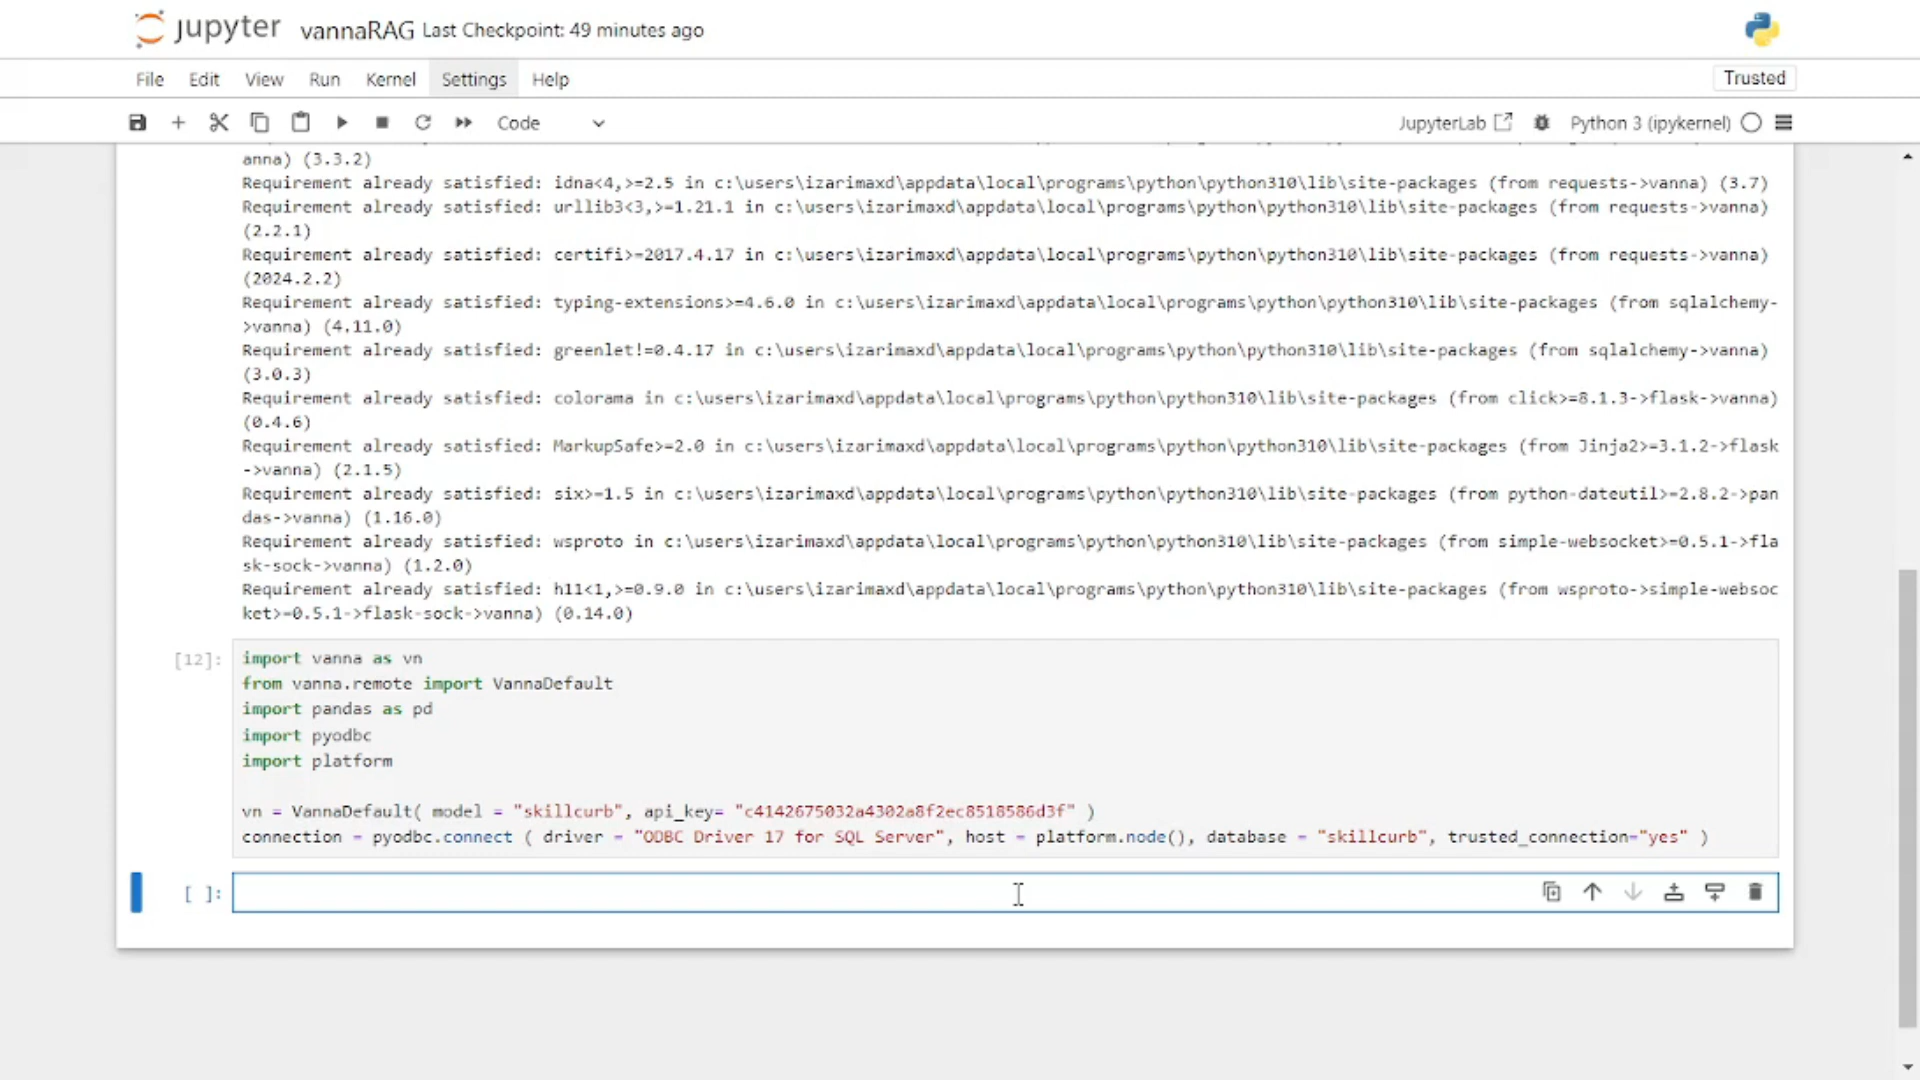 jupyter vannaRAG Last Checkpoint: 49 minutes ago
File Edit View Run Kernel Settings Help Trusted
Code JupyterLab Python 3 (ipykernel)
anna) (3.3.2)
Requirement already satisfied: idna<4,>=2.5 in c:\users\izarimaxd\appdata\local\programs\python\python310\lib\site-packages (from requests->vanna) (3.7)
Requirement already satisfied: urllib3<3,>=1.21.1 in c:\users\izarimaxd\appdata\local\programs\python\python310\lib\site-packages (from requests->vanna)
(2.2.1)
Requirement already satisfied: certifi>=2017.4.17 in c:\users\izarimaxd\appdata\local\programs\python\python310\lib\site-packages (from requests->vanna)
(2024.2.2)
Requirement already satisfied: typing-extensions>=4.6.0 in c:\users\izarimaxd\appdata\local\programs\python\python310\lib\site-packages (from sqlalchemy-
>vanna) (4.11.0)
Requirement already satisfied: greenlet!=0.4.17 in c:\users\izarimaxd\appdata\local\programs\python\python310\lib\site-packages (from sqlalchemy->vanna)
(3.0.3)
Requirement already satisfied: colorama in c:\users\izarimaxd\appdata\local\programs\python\python310\lib\site-packages (from click>=8.1.3->flask->vanna)
(0.4.6)
Requirement already satisfied: MarkupSafe>=2.0 in c:\users\izarimaxd\appdata\local\programs\python\python310\lib\site-packages (from Jinja2>=3.1.2->flask
->vanna) (2.1.5)
Requirement already satisfied: six>=1.5 in c:\users\izarimaxd\appdata\local\programs\python\python310\lib\site-packages (from python-dateutil>=2.8.2->pan
das->vanna) (1.16.0)
Requirement already satisfied: wsproto in c:\users\izarimaxd\appdata\local\programs\python\python310\lib\site-packages (from simple-websocket>=0.5.1->fla
sk-sock->vanna) (1.2.0)
Requirement already satisfied: h11<1,>=0.9.0 in c:\users\izarimaxd\appdata\local\programs\python\python310\lib\site-packages (from wsproto->simple-websoc
ket>=0.5.1->flask-sock->vanna) (0.14.0)
[12]: import vanna as vn
from vanna.remote import VannaDefault
import pandas as pd
import pyodbc
import platform
vn = VannaDefault( model = "skillcurb", api_key= "c4142675032a4302a8f2ec8518586d3f" )
connection = pyodbc.connect ( driver = "ODBC Driver 17 for SQL Server", host = platform.node(), database = "skillcurb", trusted_connection="yes" )
[ ]: